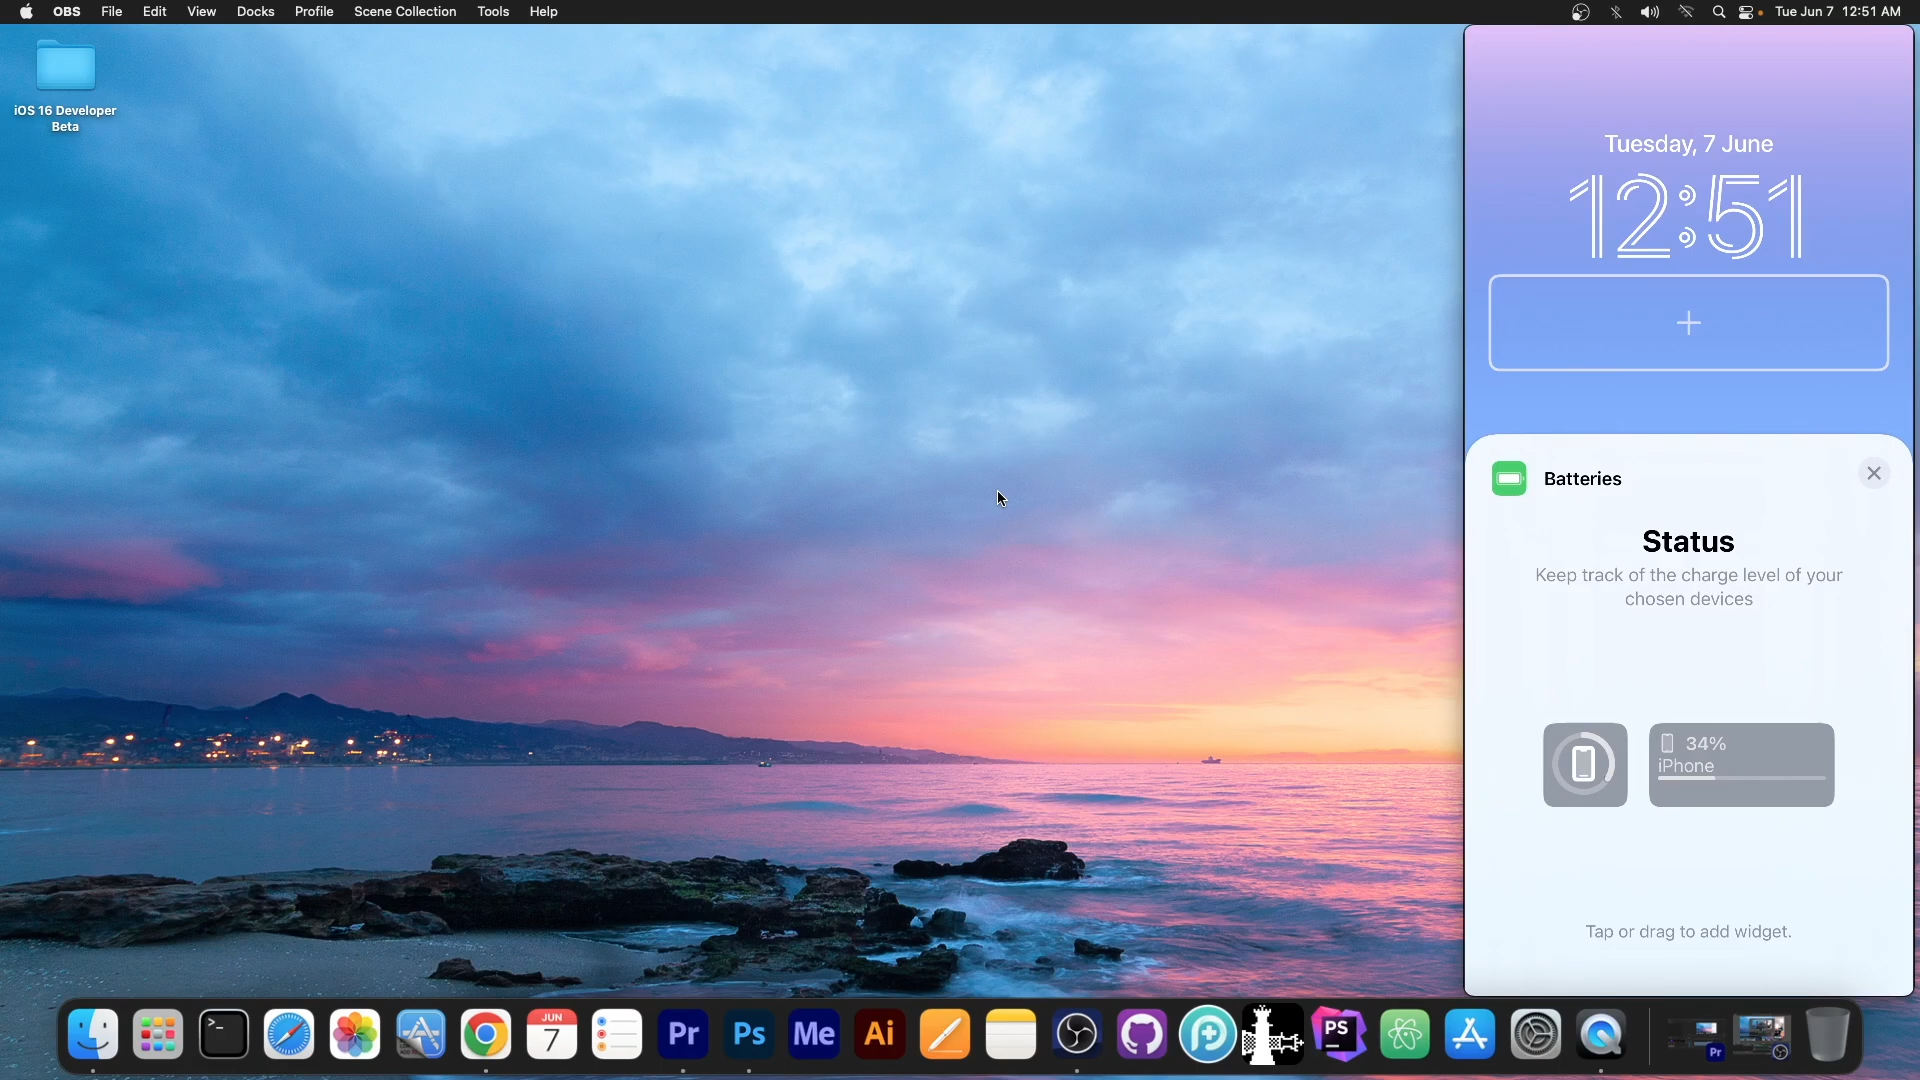 OBS File Edit View Docks Profile Scene Collection Tools Help
Tue Jun 7 12:51 AM
iOS 16 Developer
Beta
Tuesday, 7 June
12:51
Batteries
Status
Keep track of the charge level of your
chosen devices
34%
iPhone
Tap or drag to add widget.
JUN
7
Pr
Ps
Me
Ai
PS
Pr